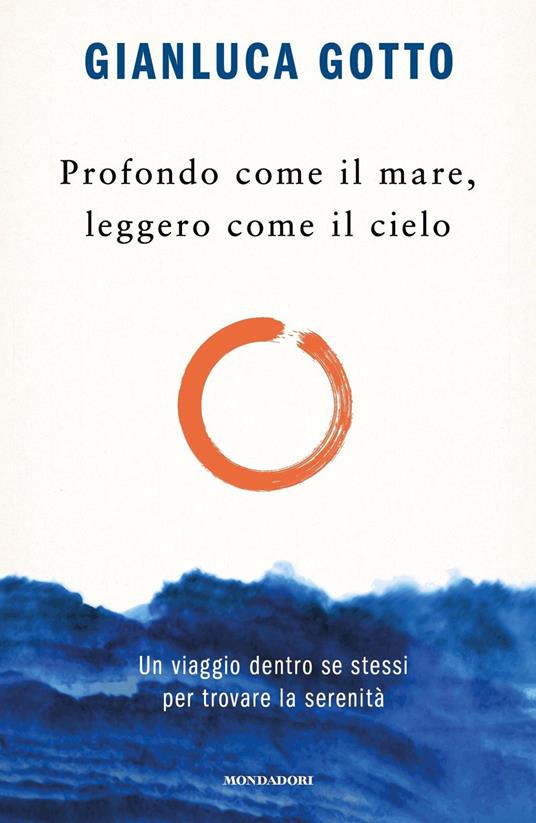 GIANLUCA GOTTO
Profondo come il mare,
leggero come il cielo
Un viaggio dentro se stessi
per trovare la serenità
MONDADORI